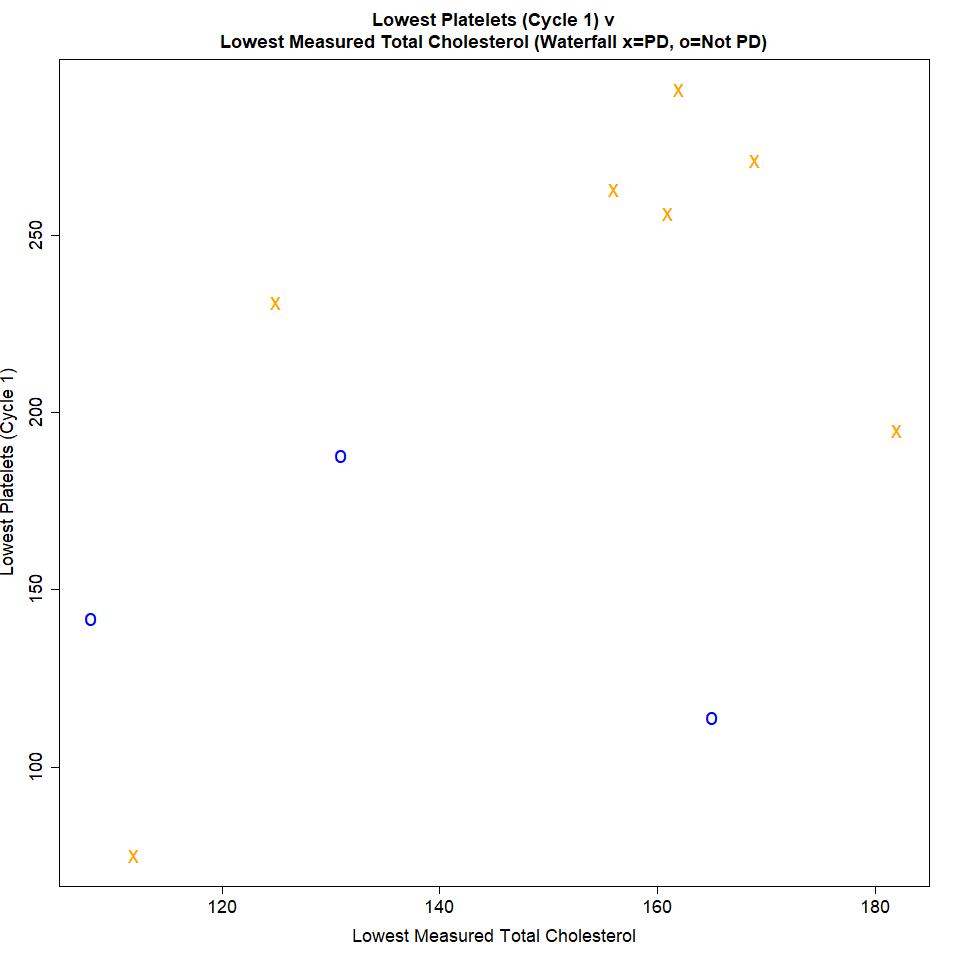 Lowest Platelets (Cycle 1) v
Lowest Measured Total Cholesterol (Waterfall x=PD, o=Not PD)
X
X
X
X
250
X
200
X
O
Lowest Platelets (Cycle 1)
150
O
O
100
X
120 140 160 180
Lowest Measured Total Cholesterol